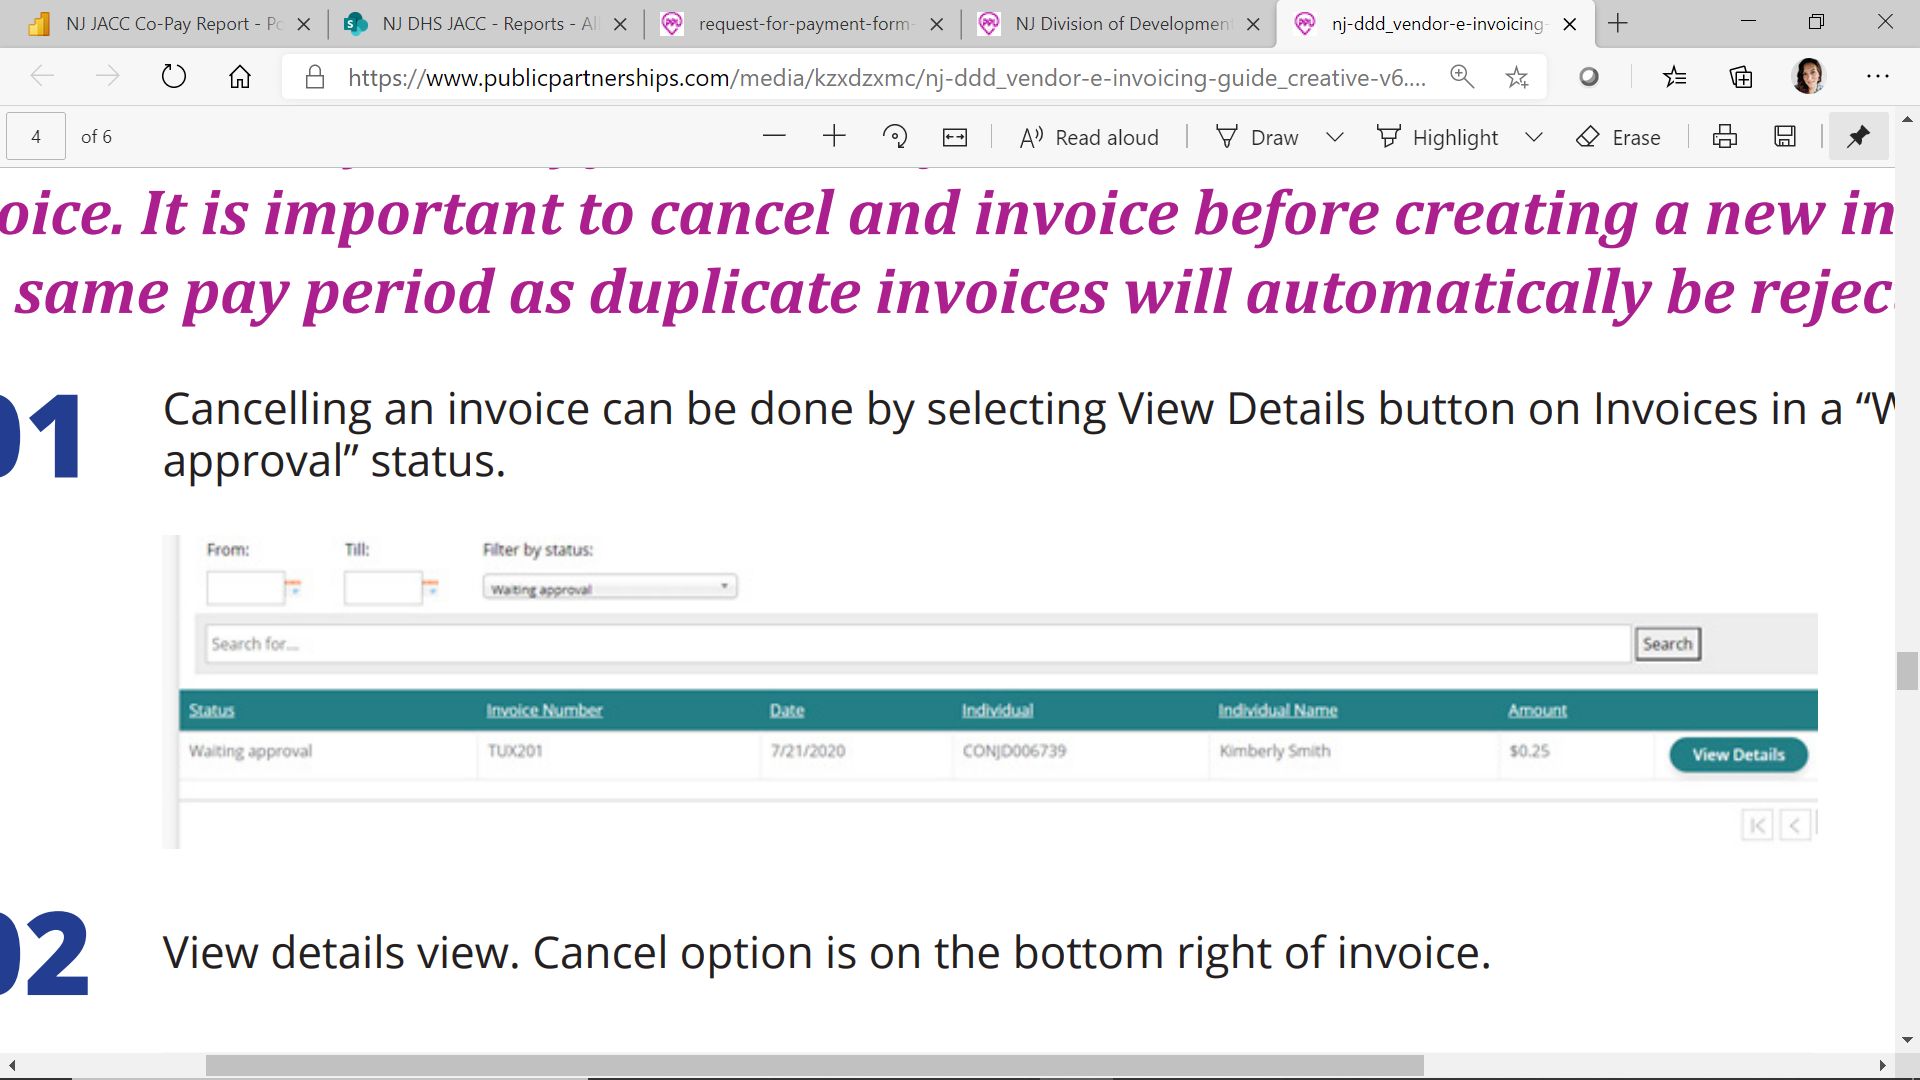 NJ JACC Co-Pay Report - Po
NJ DHS JACC - Reports - All
request-for-payment-form-
NJ Division of Development
nj-ddd_vendor-e-invoicing-
https://www.publicpartnerships.com/media/kzxdzxmc/nj-ddd_vendor-e-invoicing-guide_creative-v6....
4 of 6
Read aloud
Draw
Highlight
Erase
oice. It is important to cancel and invoice before creating a new in
same pay period as duplicate invoices will automatically be rejec
01
Cancelling an invoice can be done by selecting View Details button on Invoices in a “W
approval” status.
From: Till: Filter by status:
Waiting approval
Search for... Search
Status Invoice Number Date Individual Individual Name Amount
Waiting approval TUX201 7/21/2020 CONJD006739 Kimberly Smith $0.25 View Details
02
View details view. Cancel option is on the bottom right of invoice.